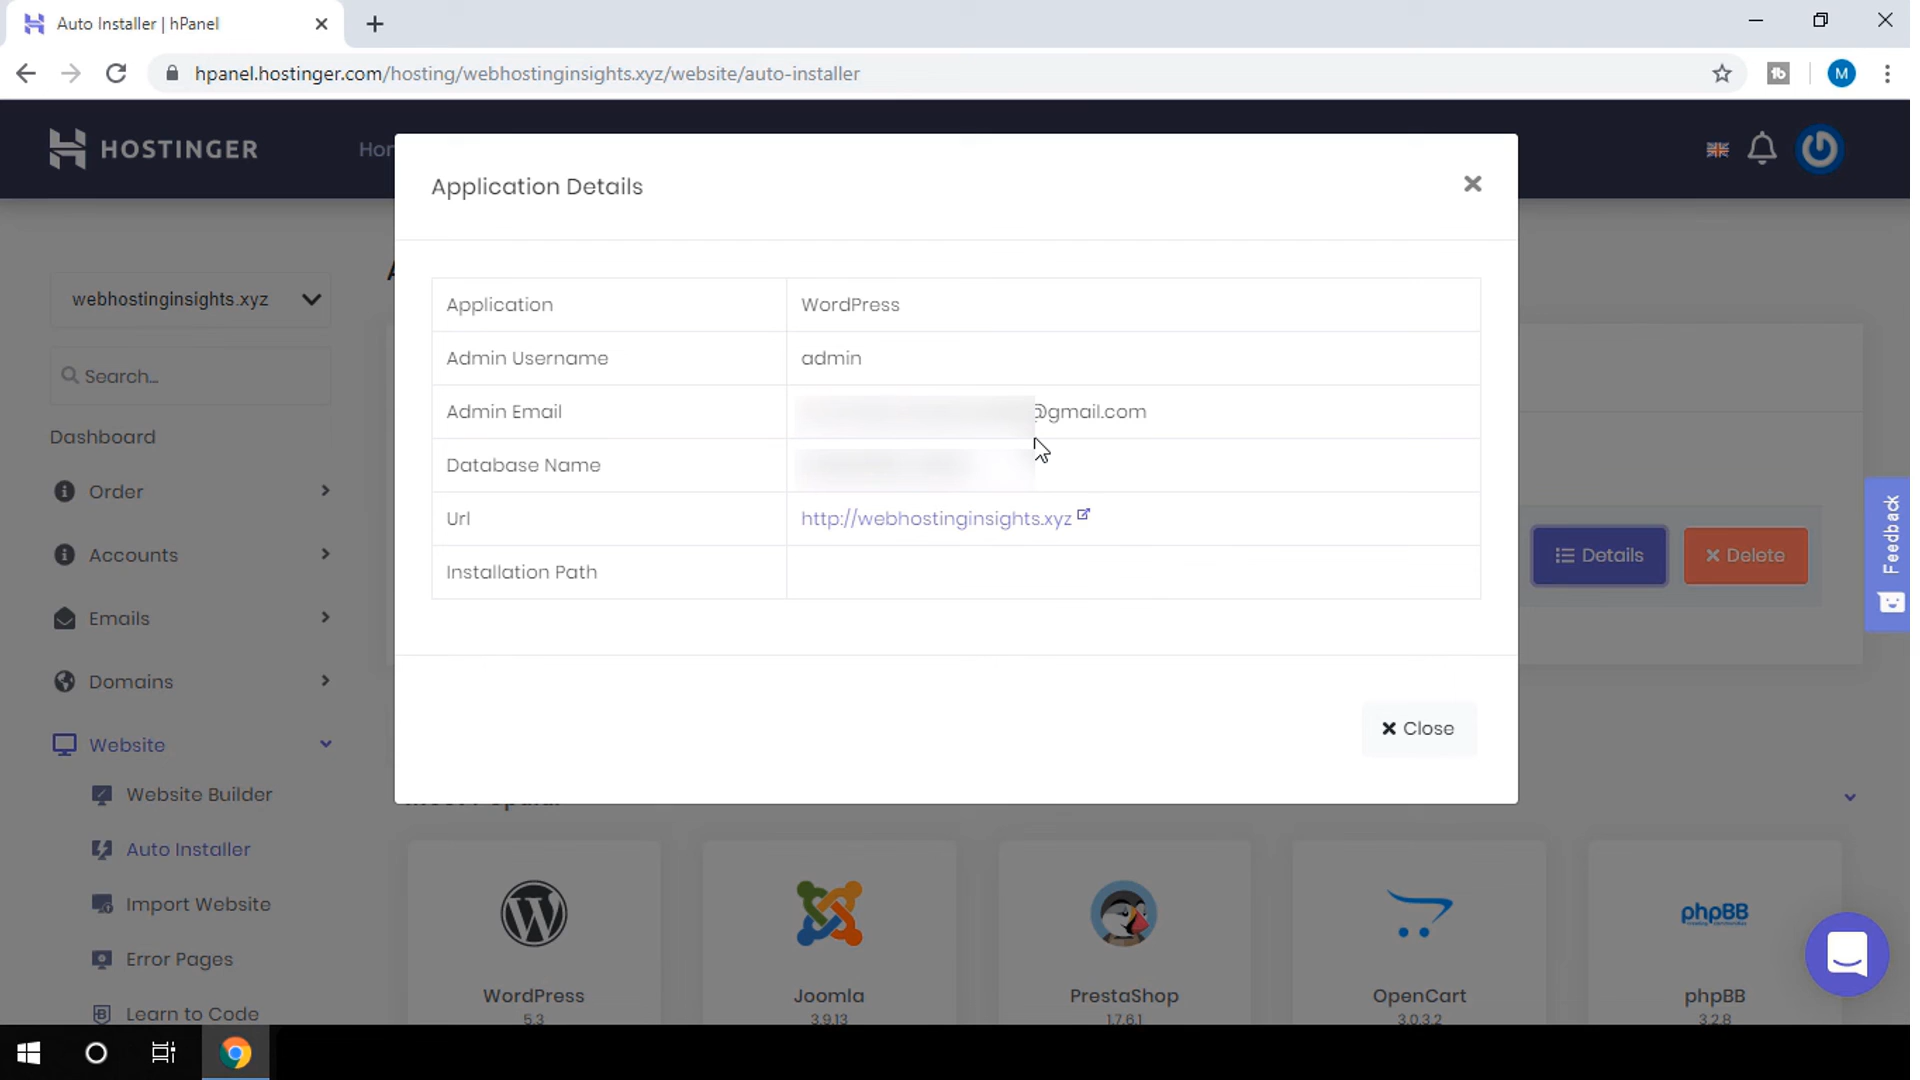 Auto Installer | hPanel
hpanel.hostinger.com/hosting/webhostinginsights.xyz/website/auto-installer
M
HOSTINGER
Hor
Application Details
webhostinginsights.xyz
Search...
Dashboard
Order
Accounts
Emails
Domains
Website
Website Builder
Auto Installer
Import Website
Error Pages
Learn to Code
Application WordPress
Admin Username admin
Admin Email @gmail.com
Database Name
Url http://webhostinginsights.xyz
Installation Path
Close
Details
Delete
Feedback
WordPress
5.3
Joomla
3.9.13
PrestaShop
1.7.6.1
OpenCart
3.0.3.2
phpBB
phpBB
3.2.8